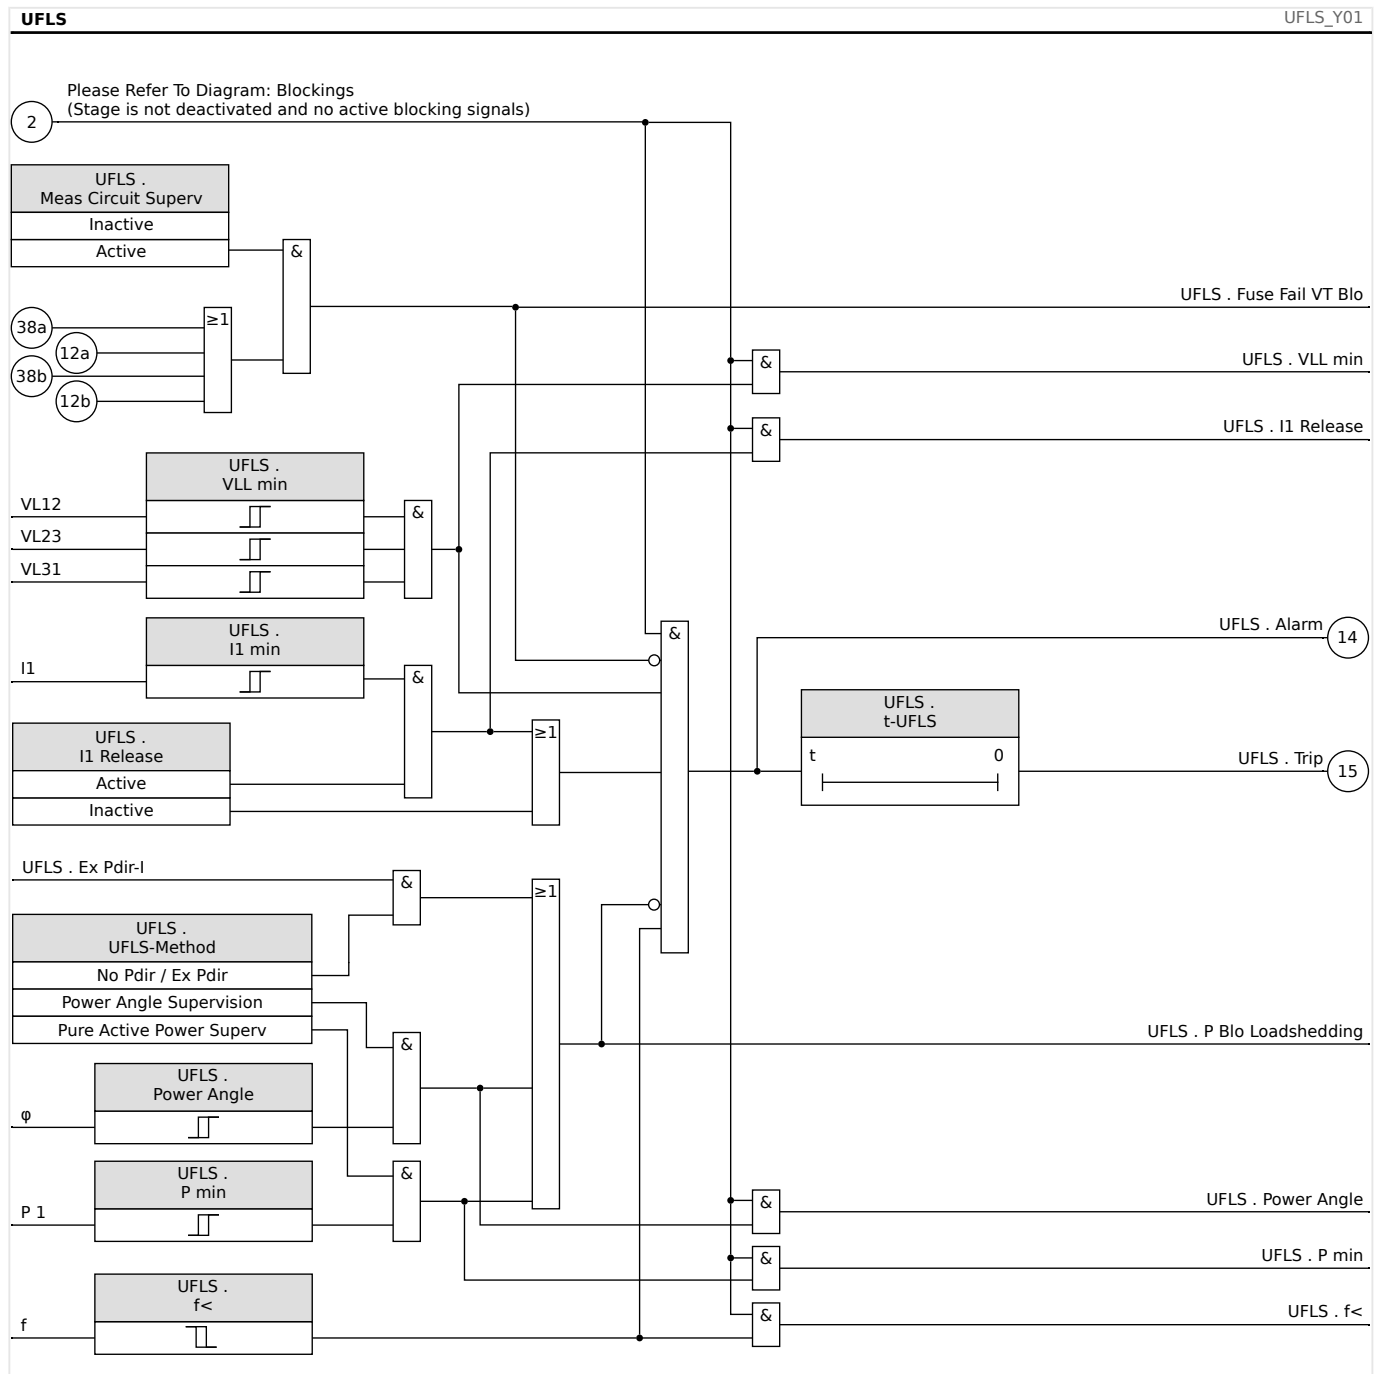 UFLS
UFLS_Y01
Please Refer To Diagram: Blockings
(Stage is not deactivated and no active blocking signals)
2
UFLS .
Meas Circuit Superv
Inactive
Active
&
UFLS . Fuse Fail VT Blo
38a
≥1
12a
38b
12b
&
UFLS . VLL min
&
UFLS . I1 Release
UFLS .
VLL min
VL12
&
VL23
VL31
UFLS .
I1 min
I1
&
&
UFLS . Alarm
14
UFLS .
I1 Release
Active
Inactive
≥1
UFLS .
t-UFLS
t
0
UFLS . Trip
15
UFLS . Ex Pdir-I
&
≥1
UFLS .
UFLS-Method
No Pdir / Ex Pdir
Power Angle Supervision
Pure Active Power Superv
&
UFLS . P Blo Loadshedding
UFLS .
Power Angle
φ
UFLS .
P min
P 1
&
&
UFLS . Power Angle
&
UFLS . P min
UFLS .
f<
f
&
UFLS . f<